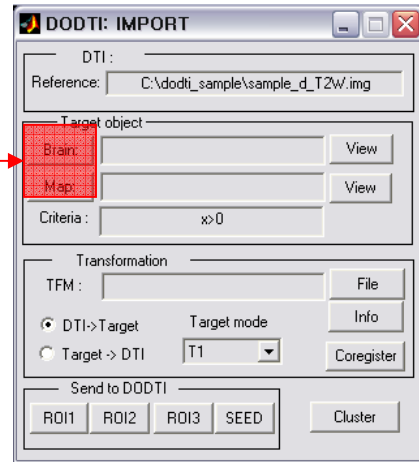 DODTI: IMPORT
DTI :
Reference: C:\dodti_sample\sample_d_T2W.img
Target object
Brain: View
Map: View
Criteria : x>0
Transformation
TFM : File
DTI->Target Target mode Info
Target -> DTI T1 Coregister
Send to DODTI
ROI1 ROI2 ROI3 SEED Cluster